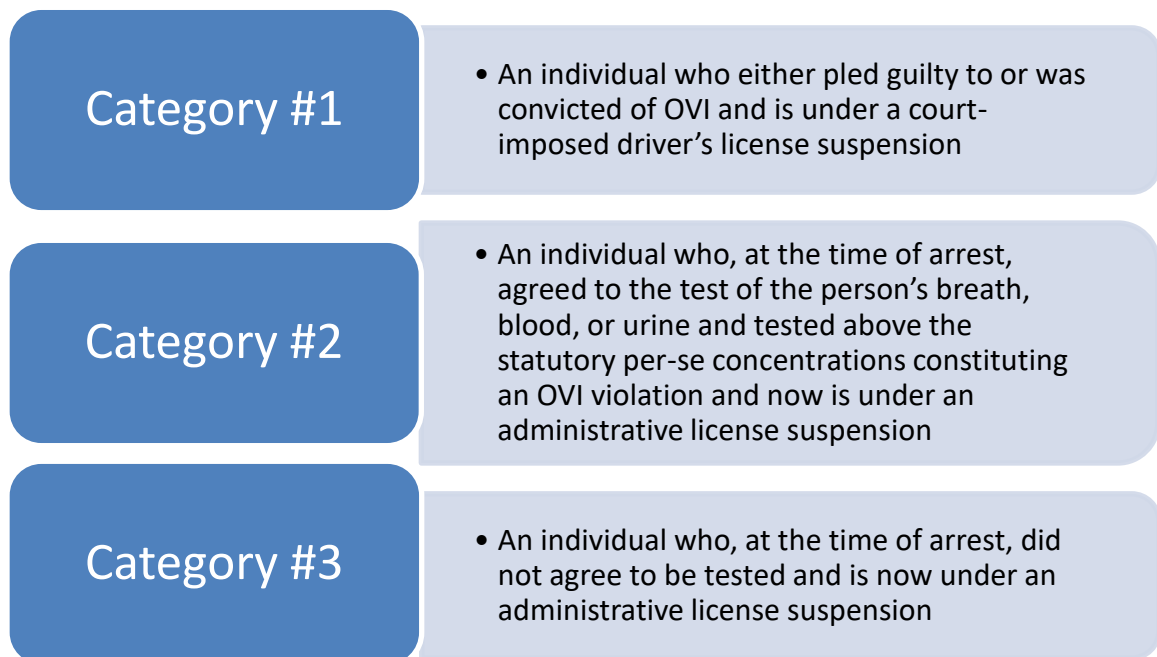 Category #1
• An individual who either pled guilty to or was
convicted of OVI and is under a court-
imposed driver’s license suspension
Category #2
• An individual who, at the time of arrest,
agreed to the test of the person’s breath,
blood, or urine and tested above the
statutory per-se concentrations constituting
an OVI violation and now is under an
administrative license suspension
Category #3
• An individual who, at the time of arrest, did
not agree to be tested and is now under an
administrative license suspension